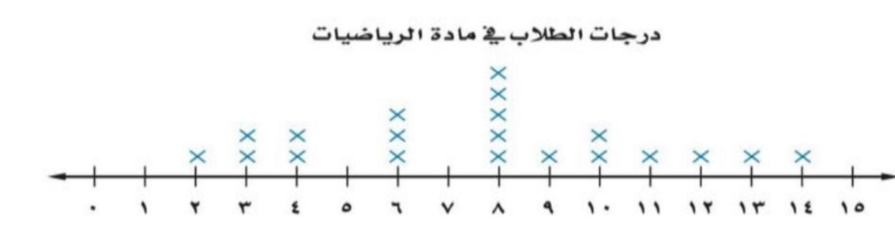 درجات الطلاب في مادة الرياضيات
٠ ١ ٢ ٣ ٤ ٥ ٦ ٧ ٨ ٩ ١٠ ١١ ١٢ ١٣ ١٤ ١٥